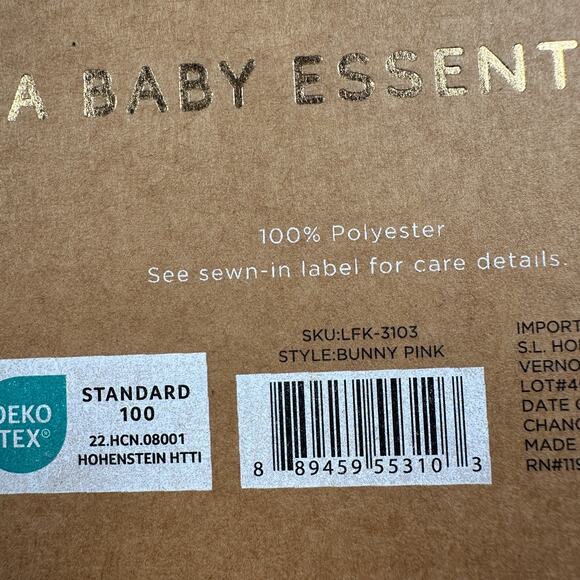 A BABY ESSENT
100% Polyester
See sewn-in label for care details.
SKU:LFK-3103
STYLE:BUNNY PINK
OEKO
TEX®
STANDARD
100
22.HCN.08001
HOHENSTEIN HTTI
8 89459 55310 3
IMPORT
S.L. HO
VERNO
LOT#4
DATE
CHANG
MADE
RN#119